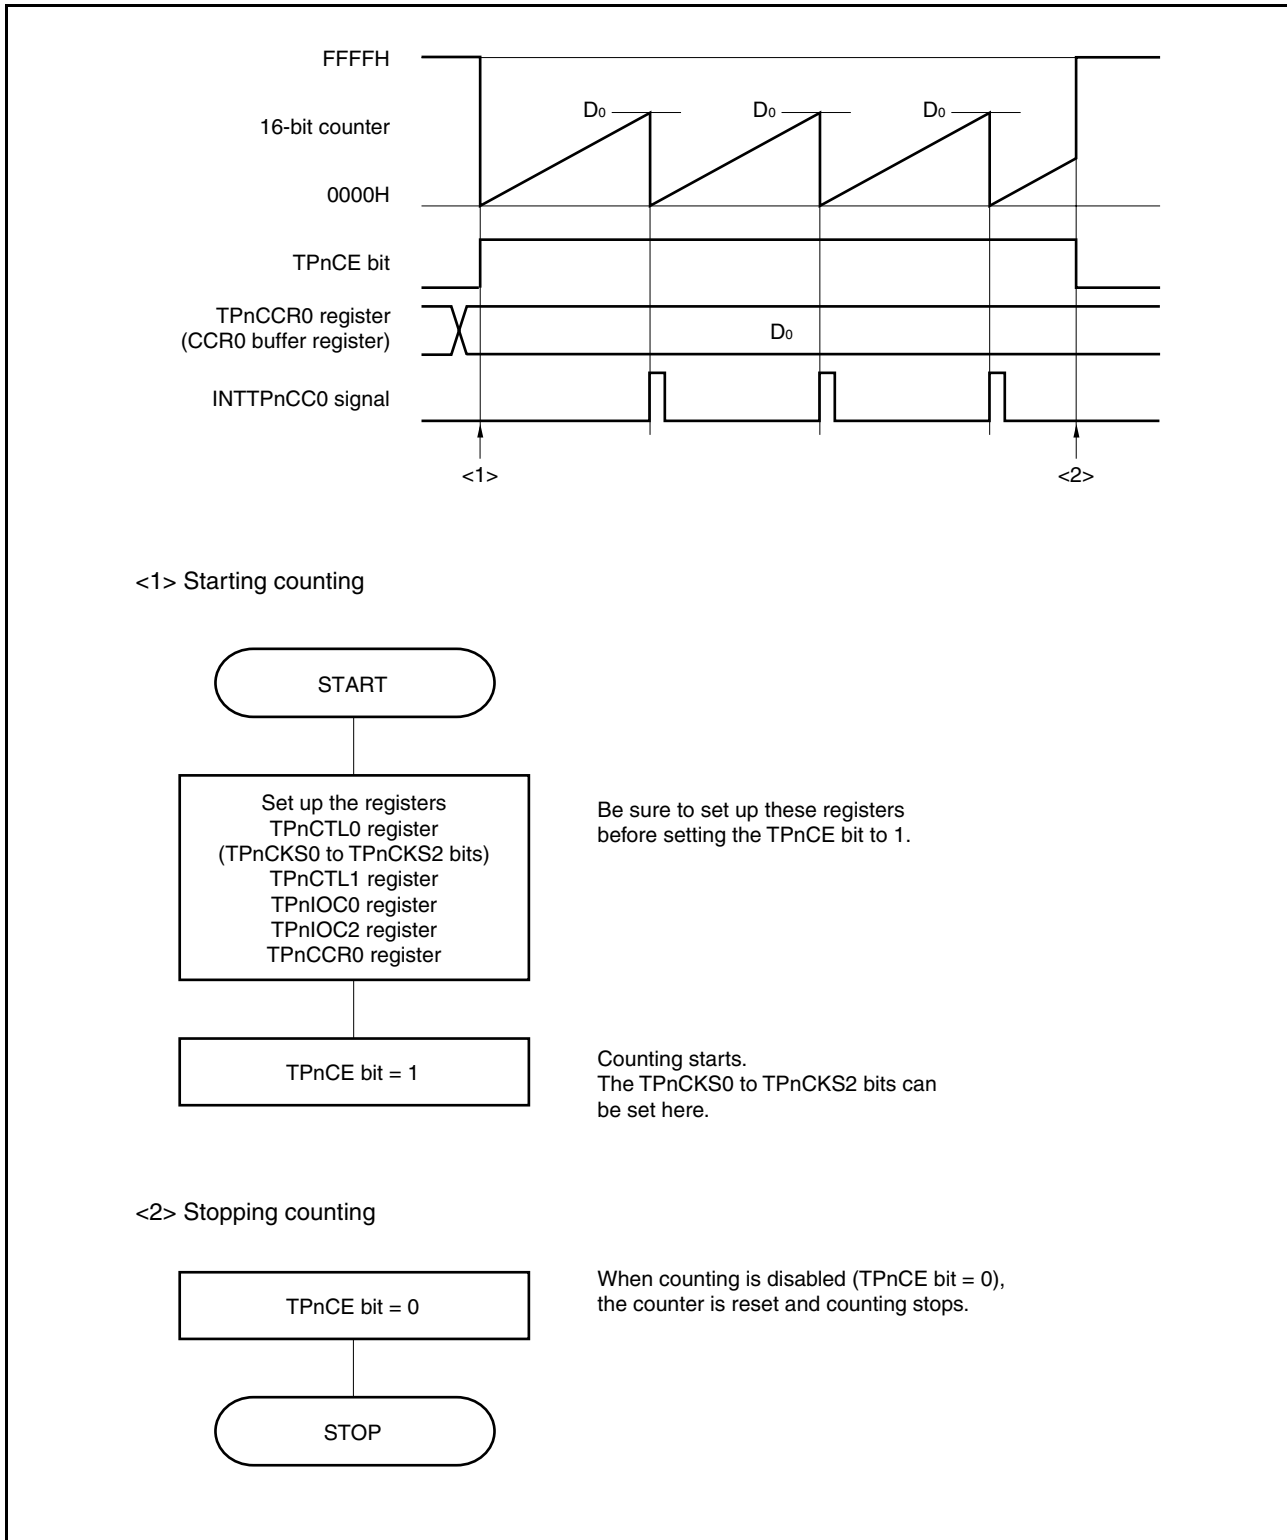 FFFFH
D0 D0 D0
16-bit counter
0000H
TPnCE bit
TPnCCR0 register
(CCR0 buffer register)
D0
INTTPnCC0 signal
<1> <2>
<1> Starting counting
START
Set up the registers
TPnCTL0 register
(TPnCKS0 to TPnCKS2 bits)
TPnCTL1 register
TPnIOC0 register
TPnIOC2 register
TPnCCR0 register
Be sure to set up these registers
before setting the TPnCE bit to 1.
TPnCE bit = 1
Counting starts.
The TPnCKS0 to TPnCKS2 bits can
be set here.
<2> Stopping counting
TPnCE bit = 0
When counting is disabled (TPnCE bit = 0),
the counter is reset and counting stops.
STOP